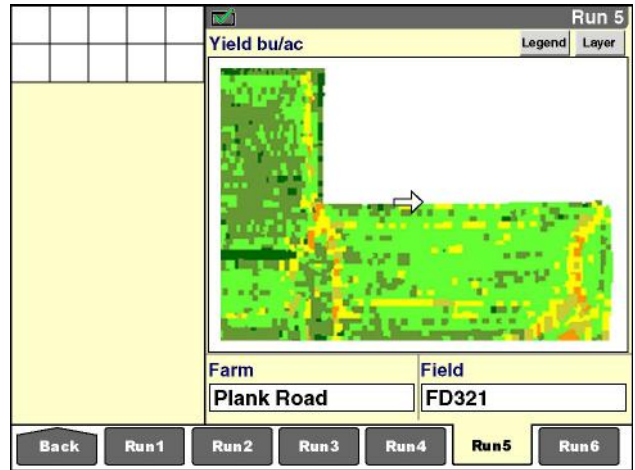 Run 5
Yield bu/ac
Legend Layer
Farm Field
Plank Road FD321
Back Run1 Run2 Run3 Run4 Run5 Run6